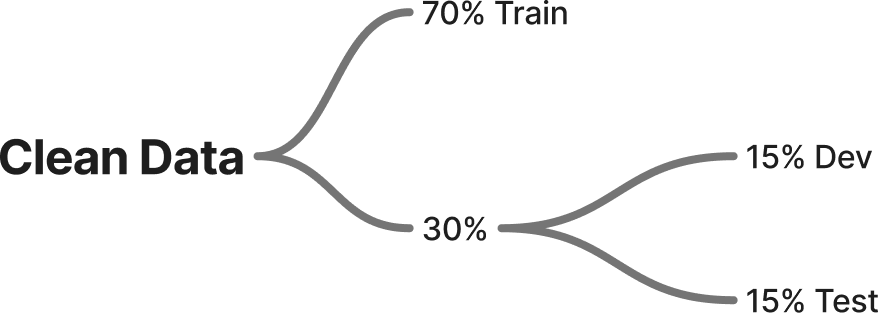 70% Train
Clean Data
15% Dev
30%
15% Test